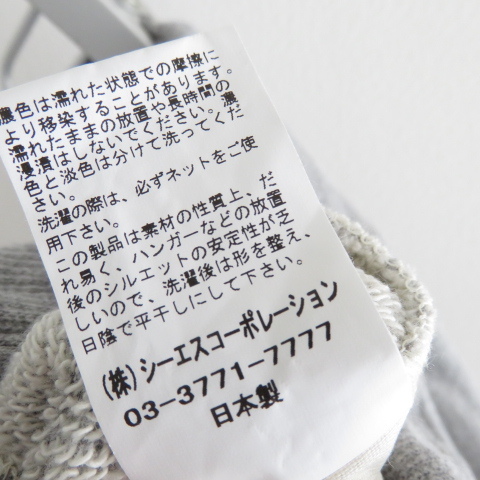 濃色は濡れた状態での摩擦に
より移染することがあります。
濡れたままの放置や長時間の
浸漬はしないでください。濃
色と淡色は分けて洗ってくだ
さい。
洗濯の際は、必ずネットをご使
用下さい。
この製品は素材の性質上、だ
れ易く、ハンガーなどの放置
後のシルエットの安定性が乏
しいので、洗濯後は形を整え、
日陰で平干しにして下さい。
(株)シーエスコーポレーション
03-3771-7777
日本製